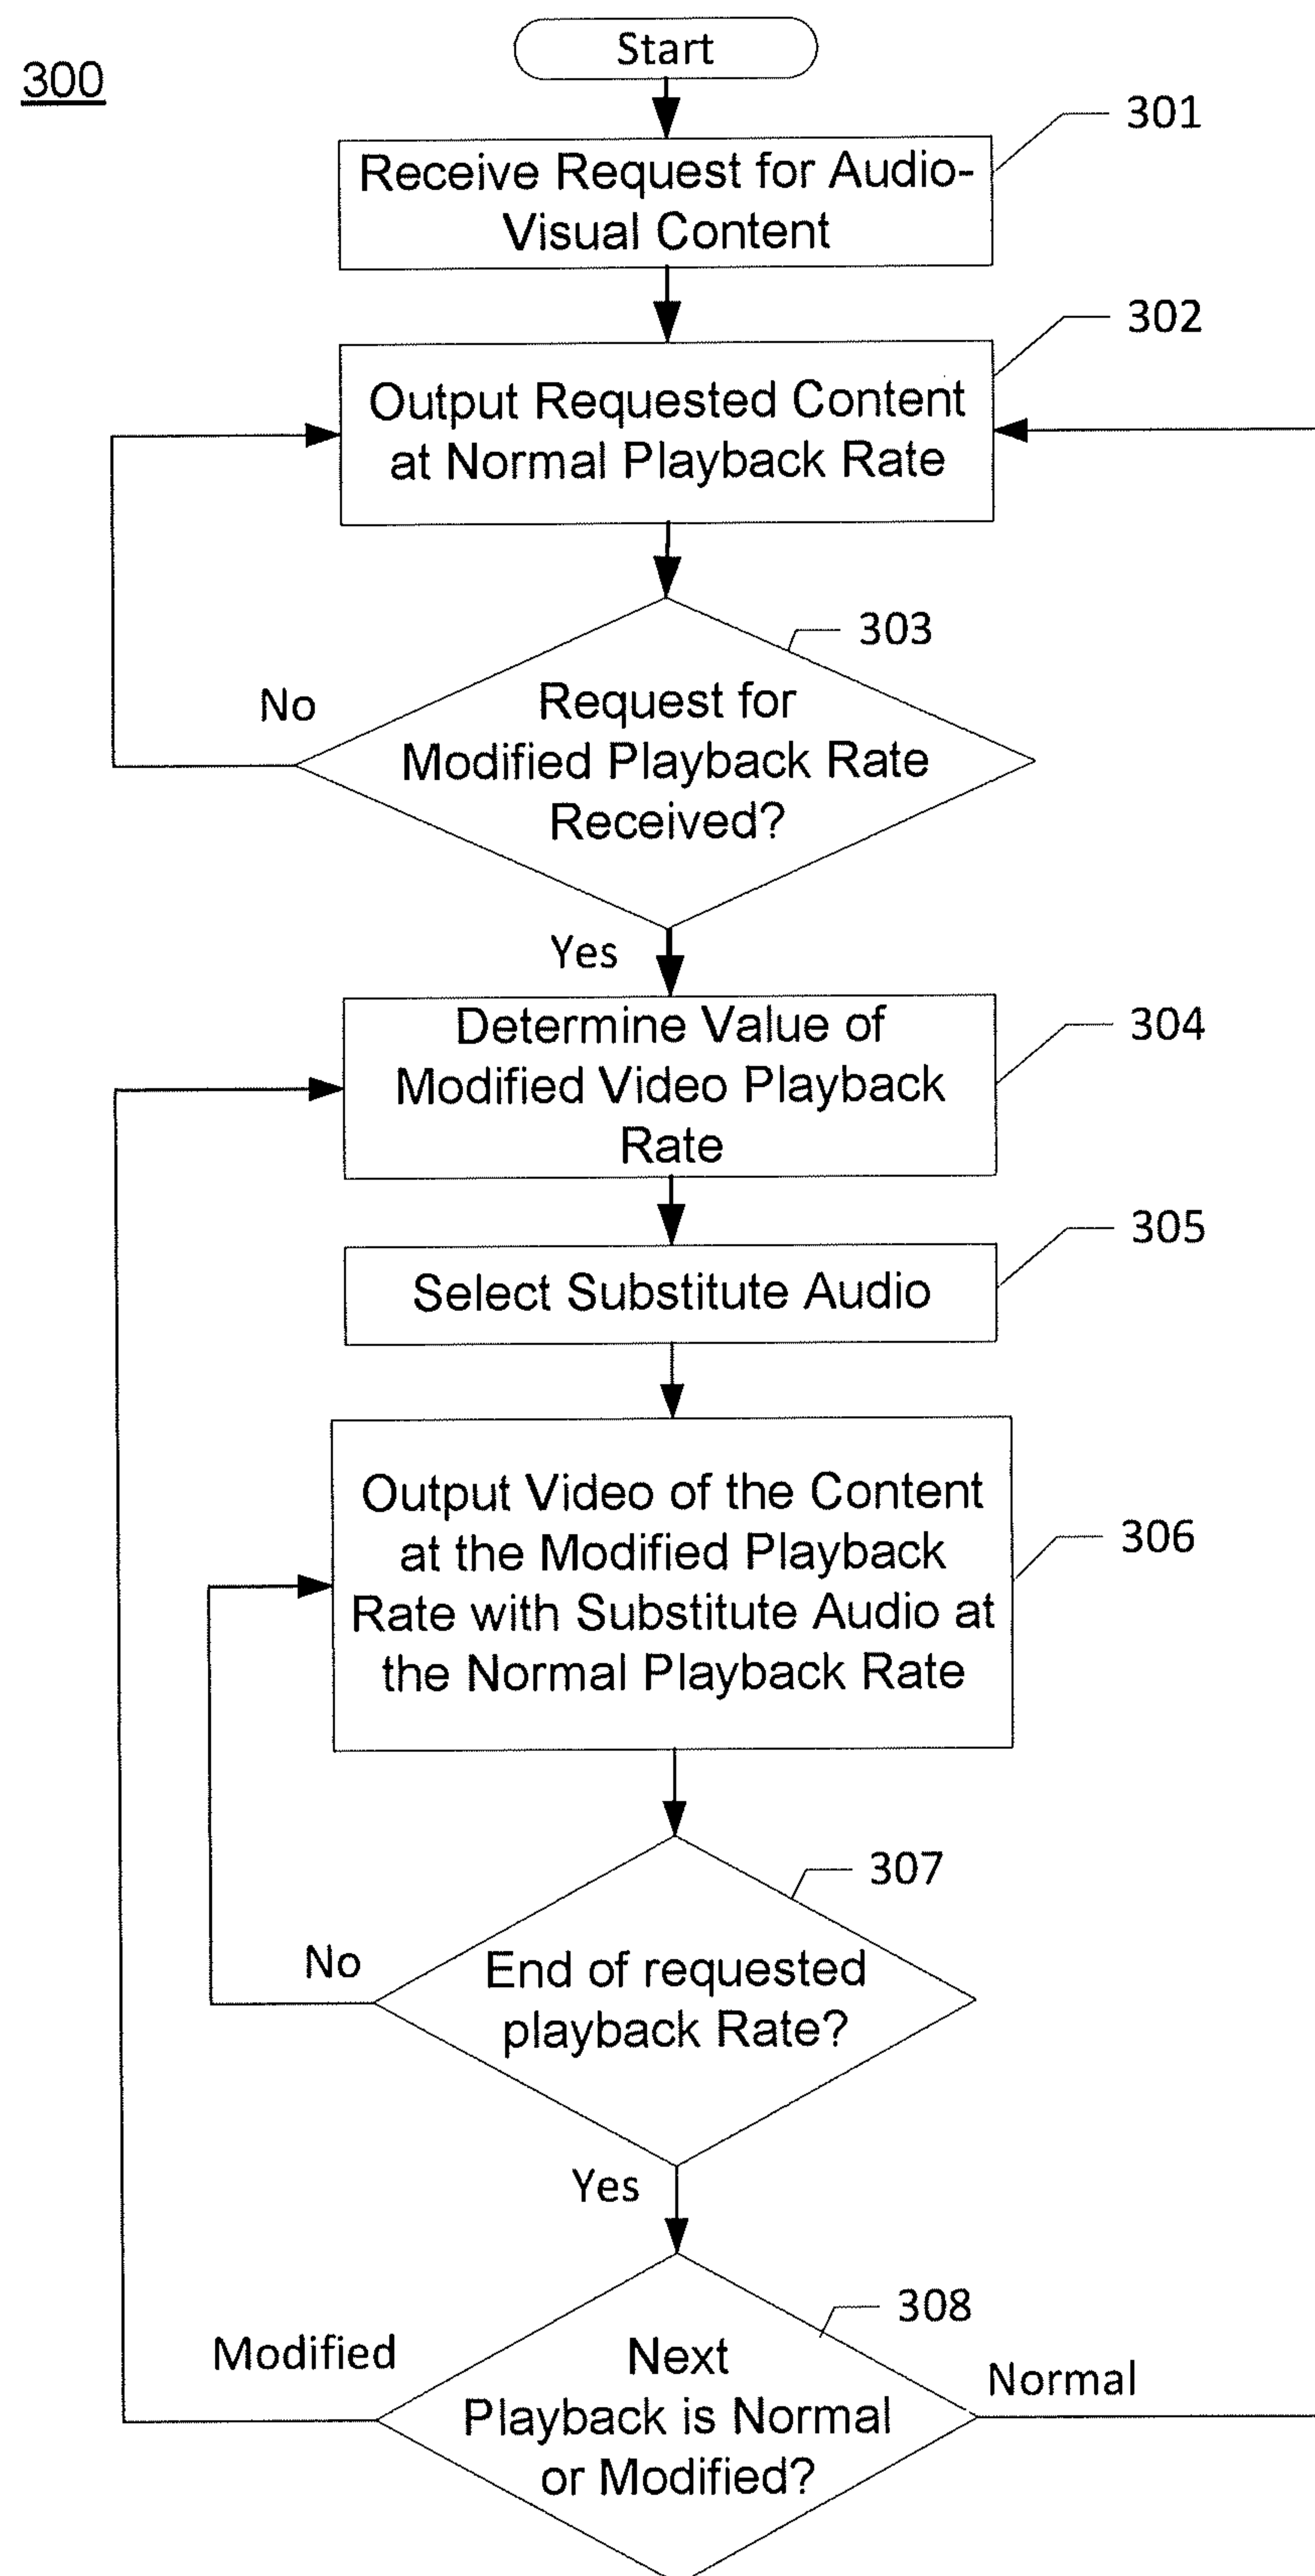 300
Start
301
Receive Request for Audio-
Visual Content
302
Output Requested Content
at Normal Playback Rate
303
No
Request for
Modified Playback Rate
Received?
Yes
304
Determine Value of
Modified Video Playback
Rate
305
Select Substitute Audio
306
Output Video of the Content
at the Modified Playback
Rate with Substitute Audio at
the Normal Playback Rate
307
No
End of requested
playback Rate?
Yes
308
Modified
Next
Playback is Normal
or Modified?
Normal